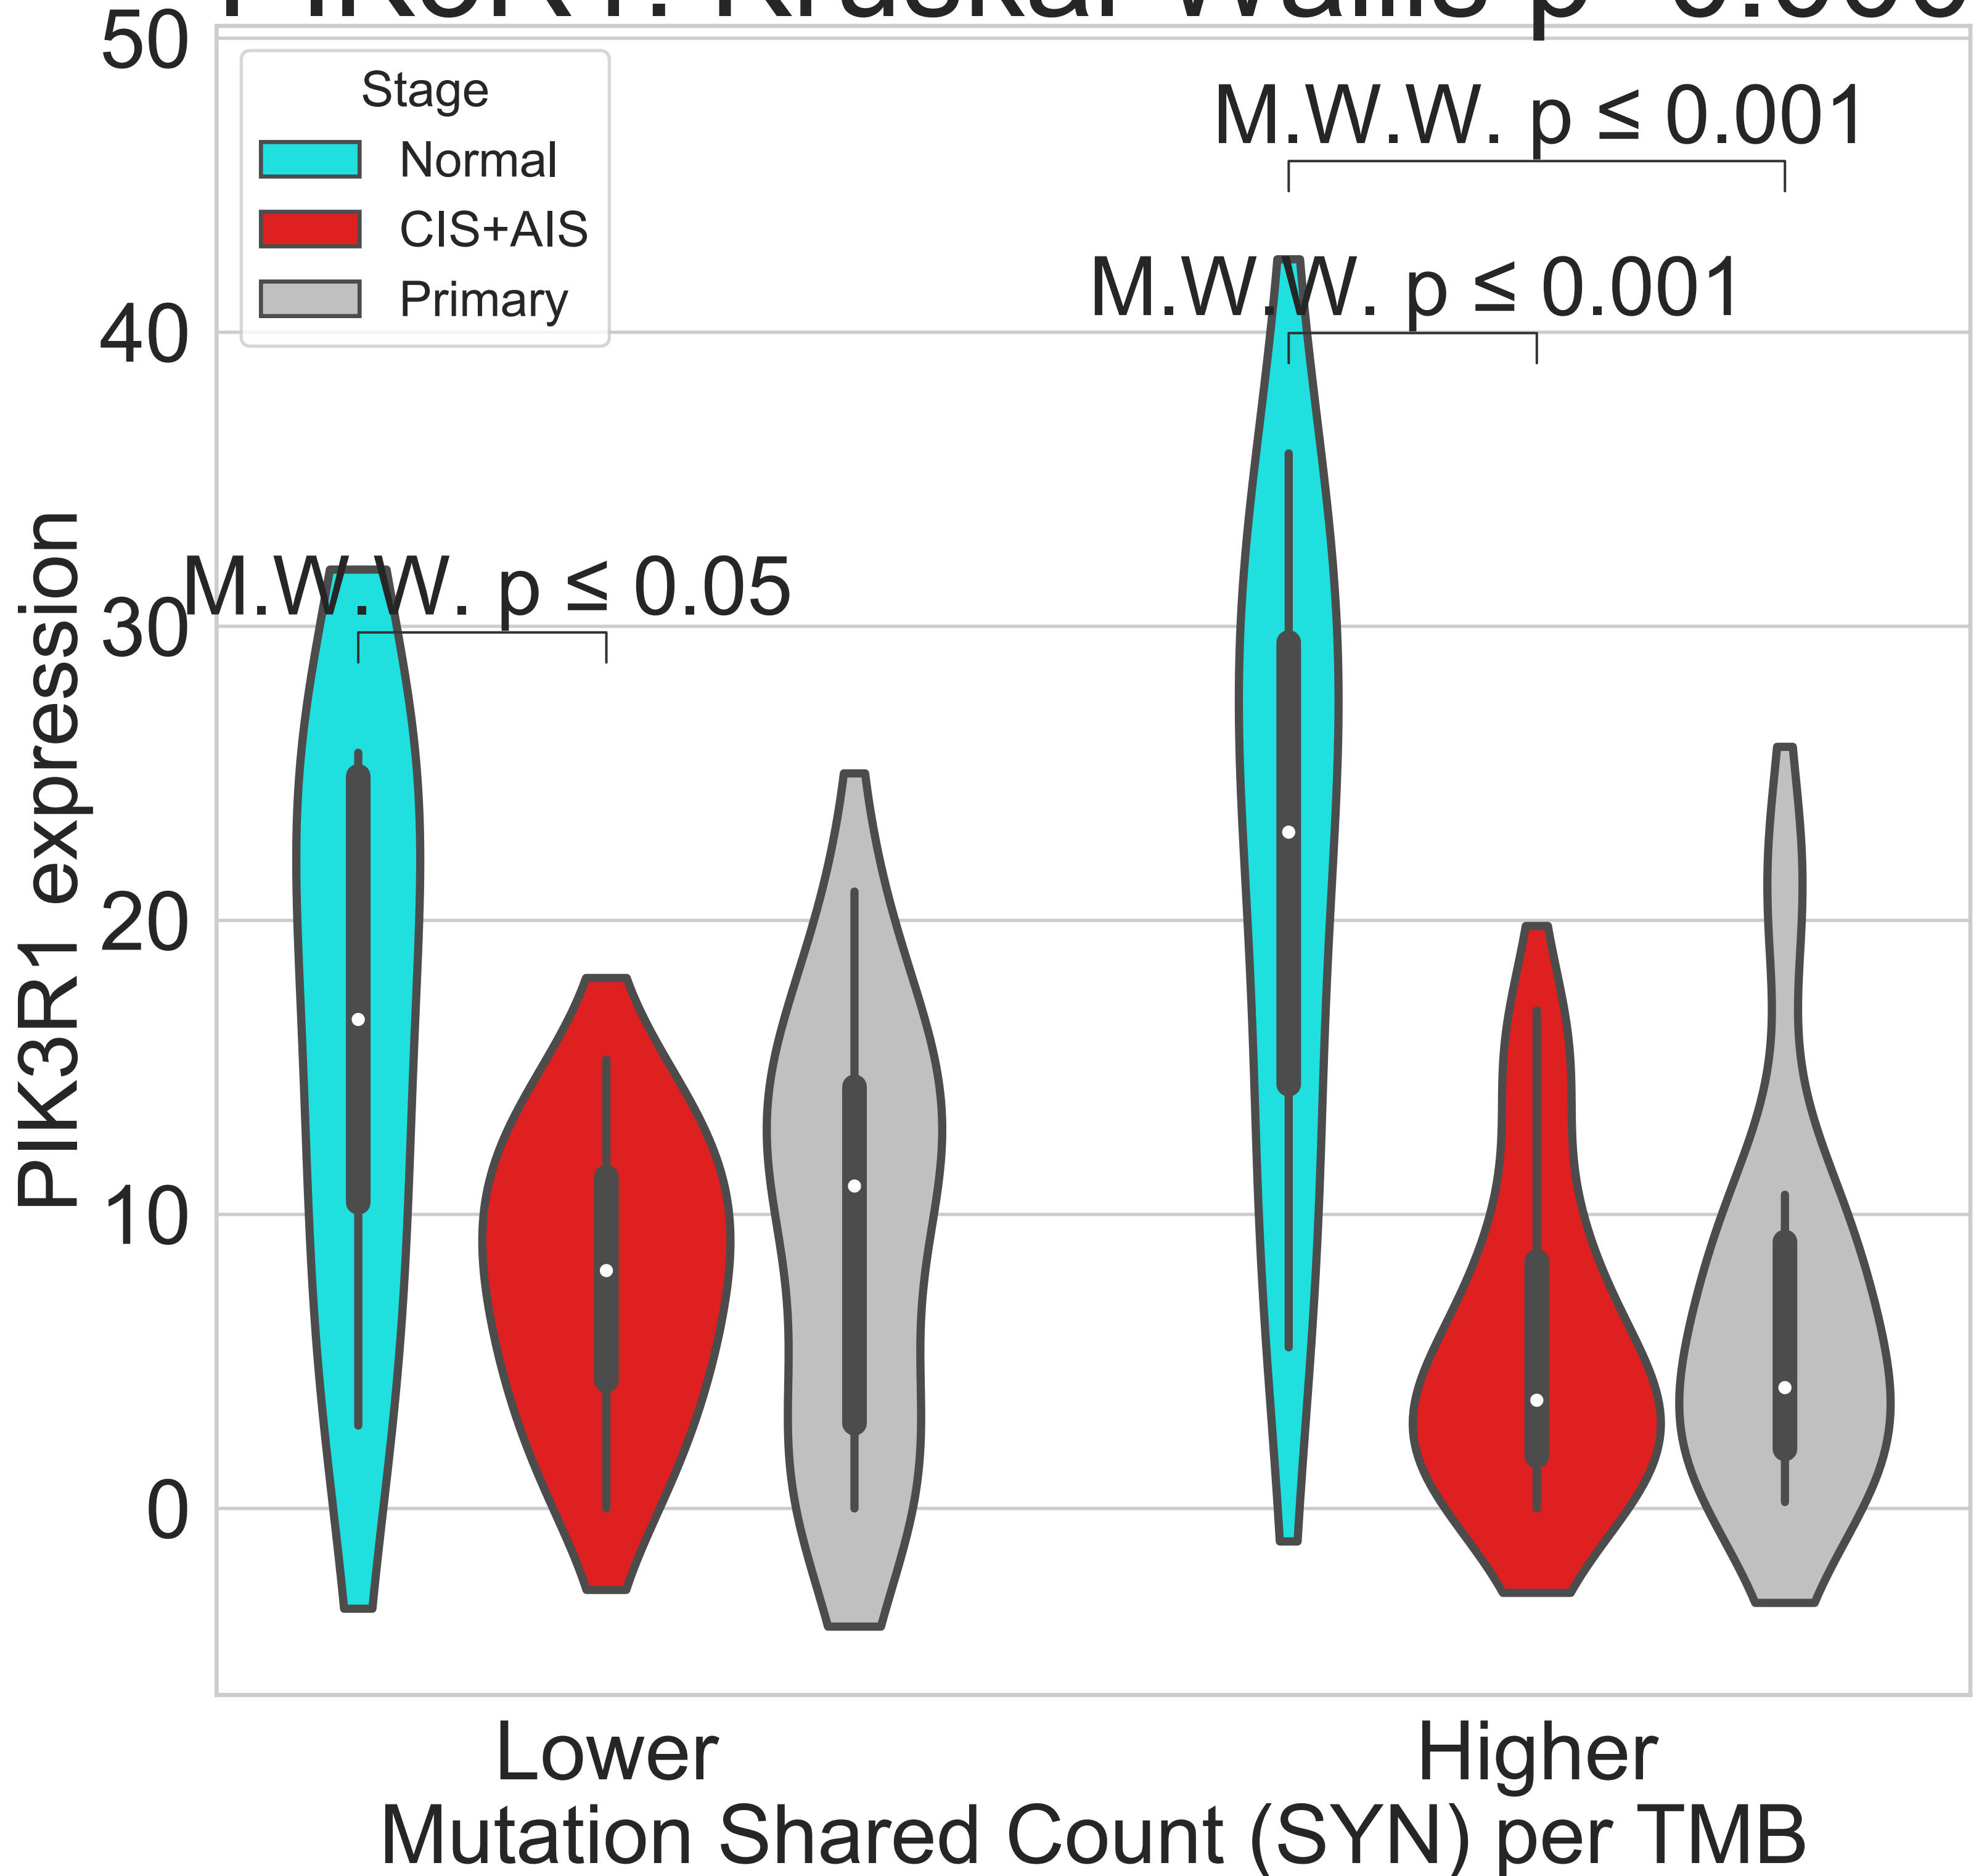 50
Stage
Normal
CIS+AIS
Primary
M.W.W. p ≤ 0.001
M.W.W. p ≤ 0.001
40
M.W.W. p ≤ 0.05
30
20
10
0
PIK3R1 expression
Lower
Higher
Mutation Shared Count (SYN) per TMB